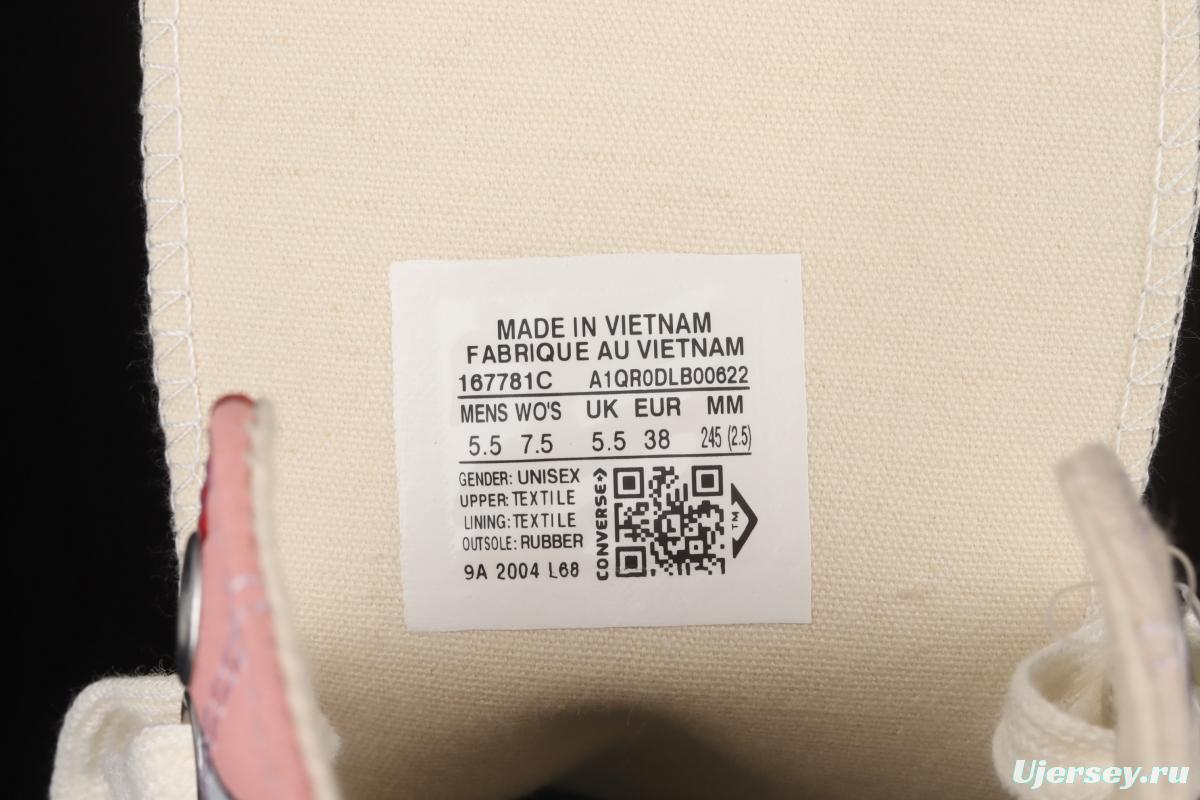 MADE IN VIETNAM
FABRIQUE AU VIETNAM
167781C A1QR0DLB00622
MENS WO'S UK EUR MM
5.5 7.5 5.5 38 245 (2.5)
GENDER: UNISEX
UPPER: TEXTILE
LINING: TEXTILE
OUTSOLE: RUBBER
9A 2004 L68
CONVERSE
TM
Ujersey.ru